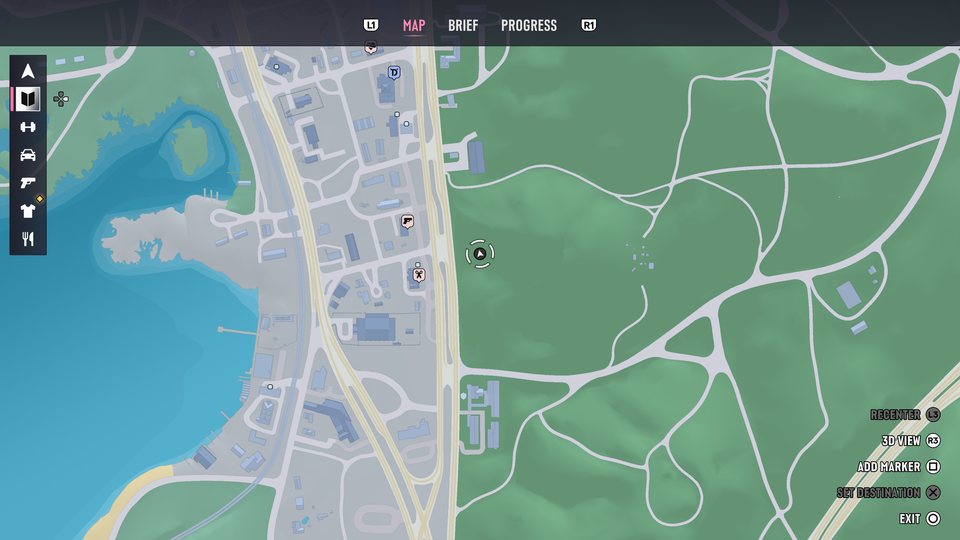 L1 MAP BRIEF PROGRESS R1
RECENTER L3
3D VIEW R3
ADD MARKER
SET DESTINATION
EXIT